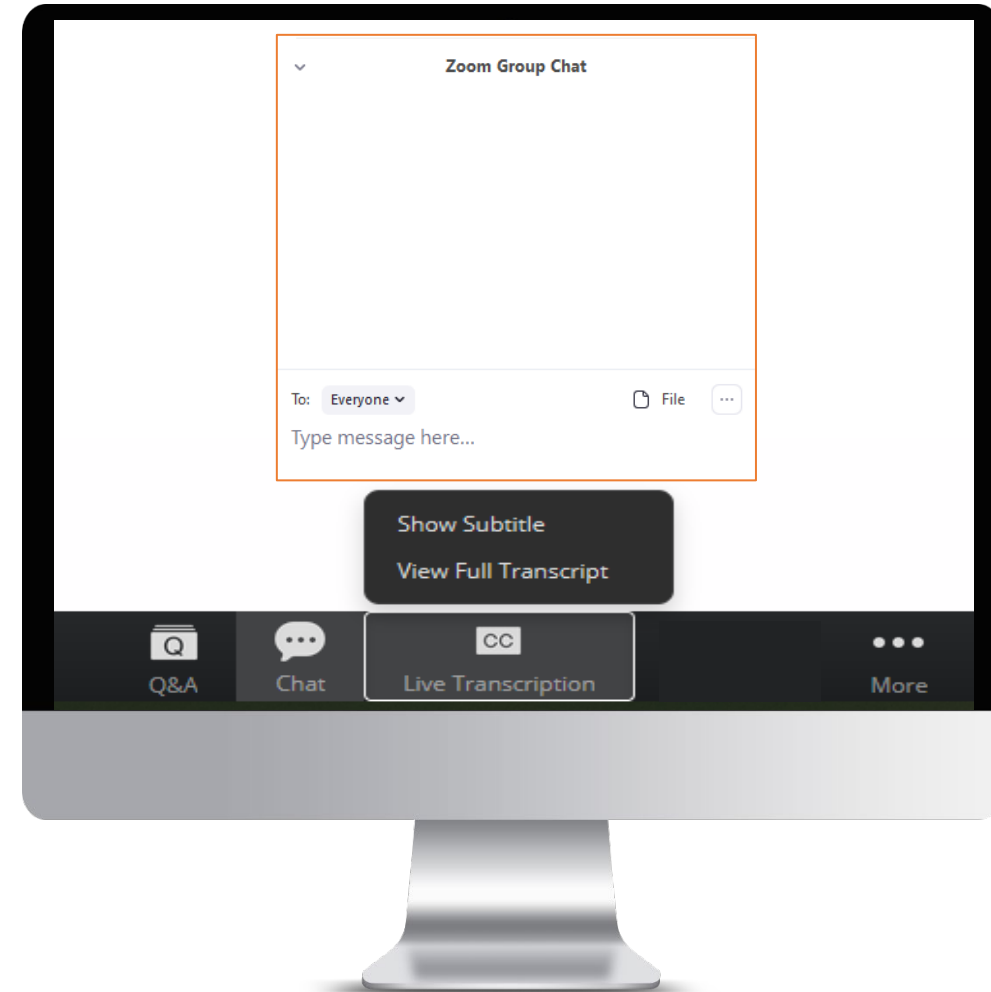 Zoom Group Chat
To: Everyone File ...
Type message here...
Show Subtitle
View Full Transcript
Q
CC
Q&A Chat Live Transcription More